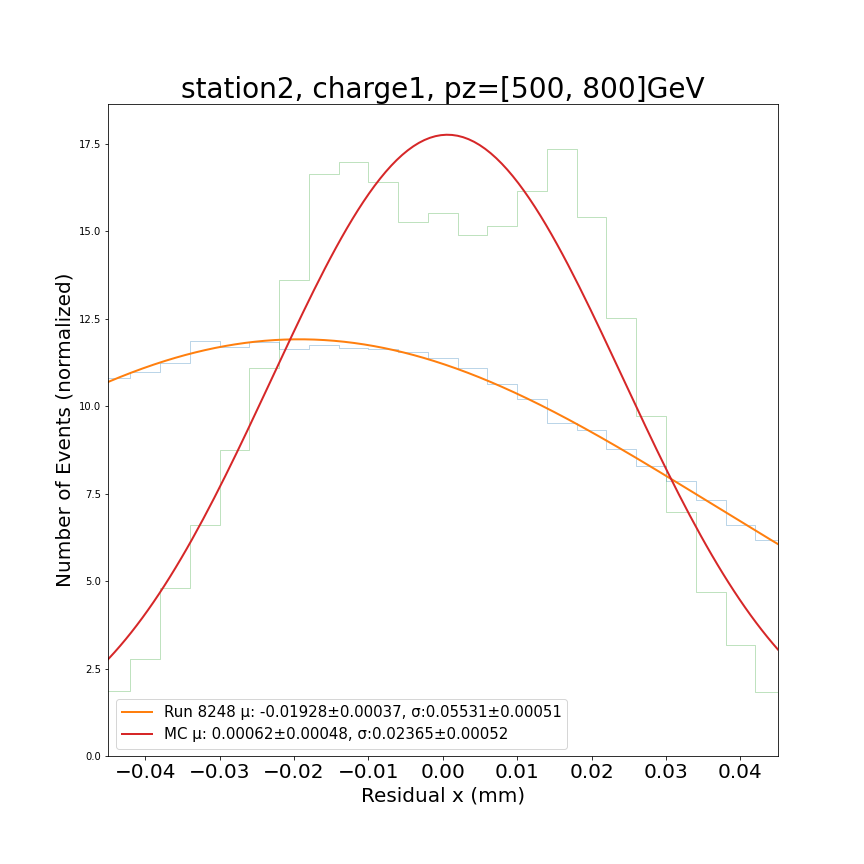 station2, charge1, pz=[500, 800]GeV
Number of Events (normalized)
17.5
15.0
12.5
10.0
7.5
5.0
2.5
0.0
Run 8248 μ: -0.01928±0.00037, σ:0.05531±0.00051
MC μ: 0.00062±0.00048, σ:0.02365±0.00052
−0.04 −0.03 −0.02 −0.01 0.00 0.01 0.02 0.03 0.04
Residual x (mm)